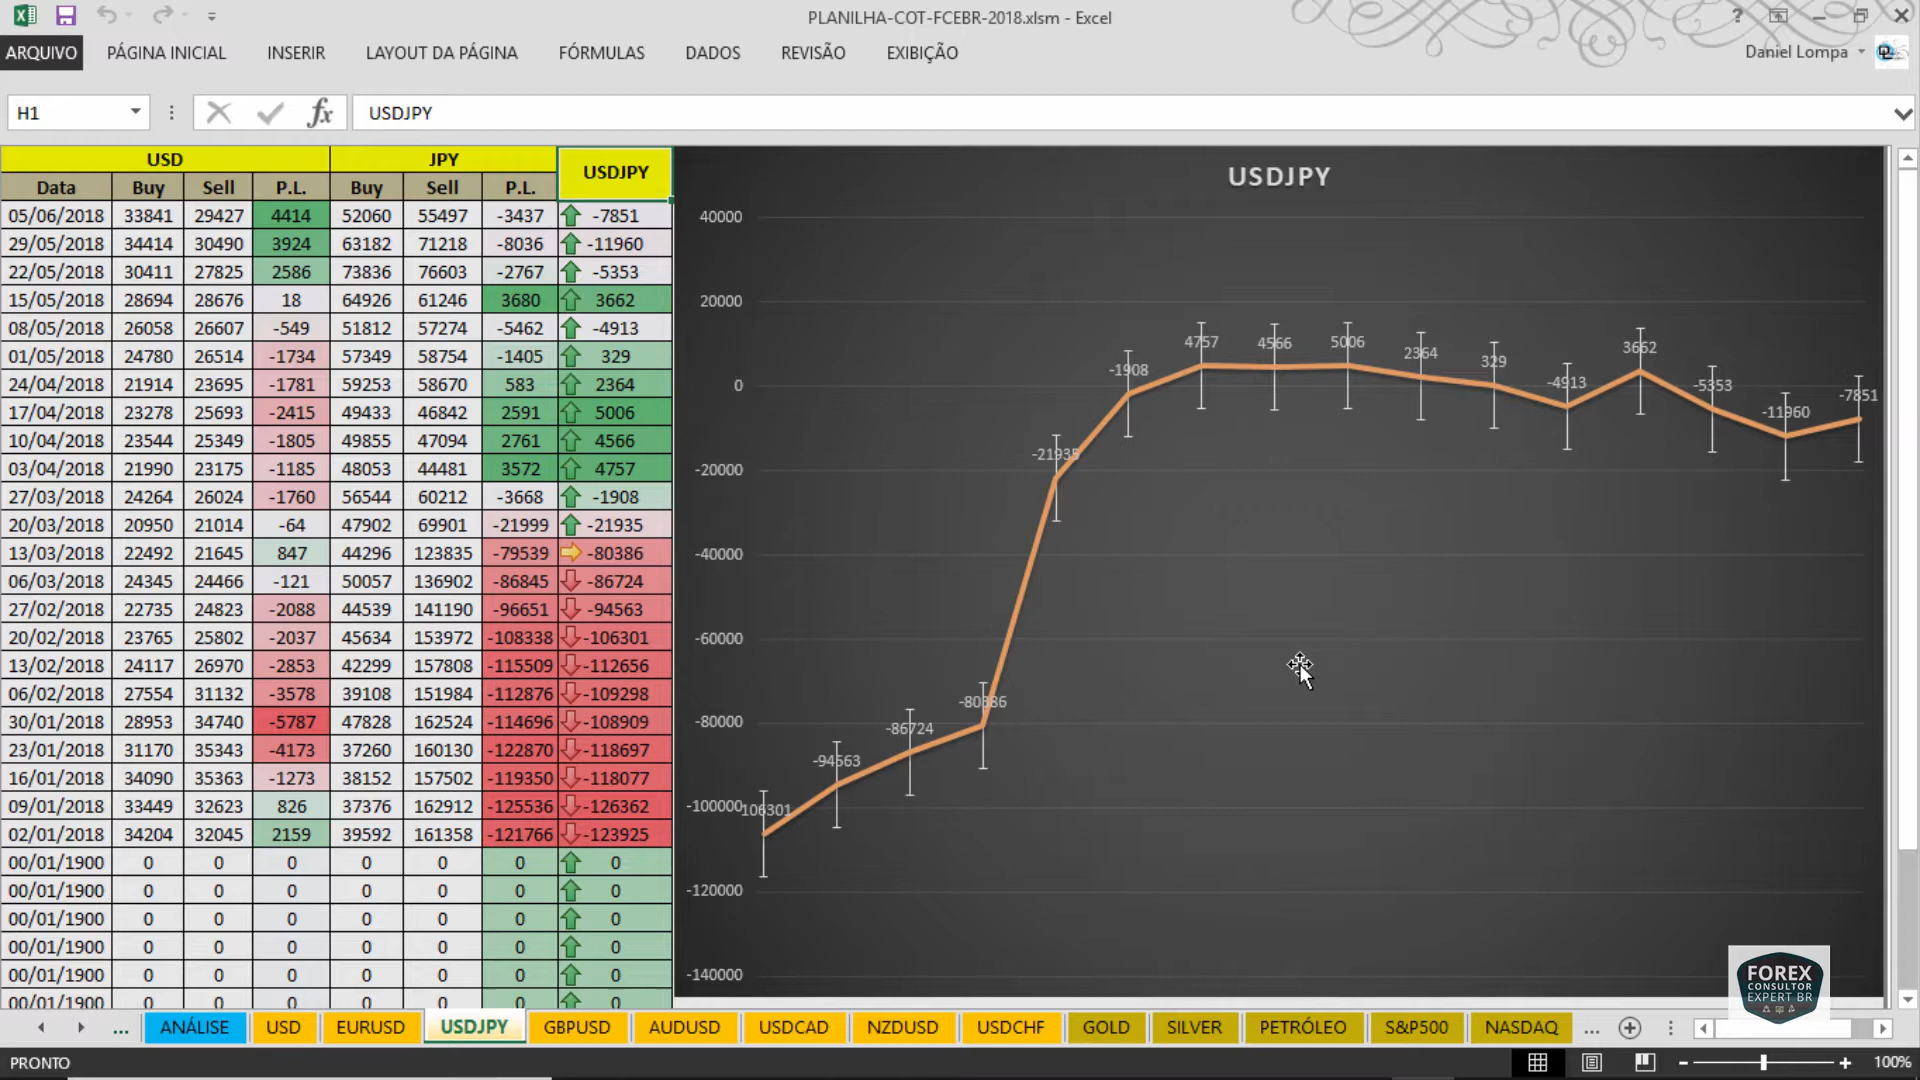 PLANILHA-COT-FCEBR-2018.xlsm - Excel
ARQUIVO PÁGINA INICIAL INSERIR LAYOUT DA PÁGINA FÓRMULAS DADOS REVISÃO EXIBIÇÃO Daniel Lompa
H1 fx USDJPY
USD JPY USDJPY
Data Buy Sell P.L. Buy Sell P.L.
05/06/2018 33841 29427 4414 52060 55497 -3437 -7851
29/05/2018 34414 30490 3924 63182 71218 -8036 -11960
22/05/2018 30411 27825 2586 73836 76603 -2767 -5353
15/05/2018 28694 28676 18 64926 61246 3680 3662
08/05/2018 26058 26607 -549 51812 57274 -5462 -4913
01/05/2018 24780 26514 -1734 57349 58754 -1405 329
24/04/2018 21914 23695 -1781 59253 58670 583 2364
17/04/2018 23278 25693 -2415 49433 46842 2591 5006
10/04/2018 23544 25349 -1805 49855 47094 2761 4566
03/04/2018 21990 23175 -1185 48053 44481 3572 4757
27/03/2018 24264 26024 -1760 56544 60212 -3668 -1908
20/03/2018 20950 21014 -64 47902 69901 -21999 -21935
13/03/2018 22492 21645 847 44296 123835 -79539 -80386
06/03/2018 24345 24466 -121 50057 136902 -86845 -86724
27/02/2018 22735 24823 -2088 44539 141190 -96651 -94563
20/02/2018 23765 25802 -2037 45634 153972 -108338 -106301
13/02/2018 24117 26970 -2853 42299 157808 -115509 -112656
06/02/2018 27554 31132 -3578 39108 151984 -112876 -109298
30/01/2018 28953 34740 -5787 47828 162524 -114696 -108909
23/01/2018 31170 35343 -4173 37260 160130 -122870 -118697
16/01/2018 34090 35363 -1273 38152 157502 -119350 -118077
09/01/2018 33449 32623 826 37376 162912 -125536 -126362
02/01/2018 34204 32045 2159 39592 161358 -121766 -123925
00/01/1900 0 0 0 0 0 0 0
00/01/1900 0 0 0 0 0 0 0
00/01/1900 0 0 0 0 0 0 0
00/01/1900 0 0 0 0 0 0 0
00/01/1900 0 0 0 0 0 0 0
00/01/1900 0 0 0 0 0 0 0
USDJPY
40000
20000
0
-20000
-40000
-60000
-80000
-100000
-120000
-140000
106301 -94563 -86724 -80386 -21935 -1908 4757 4566 5006 2364 329 -4913 3662 -5353 -11960 -7851
FOREX
CONSULTOR
EXPERT BR
... ANÁLISE USD EURUSD USDJPY GBPUSD AUDUSD USDCAD NZDUSD USDCHF GOLD SILVER PETRÓLEO S&P500 NASDAQ ...
PRONTO 100%